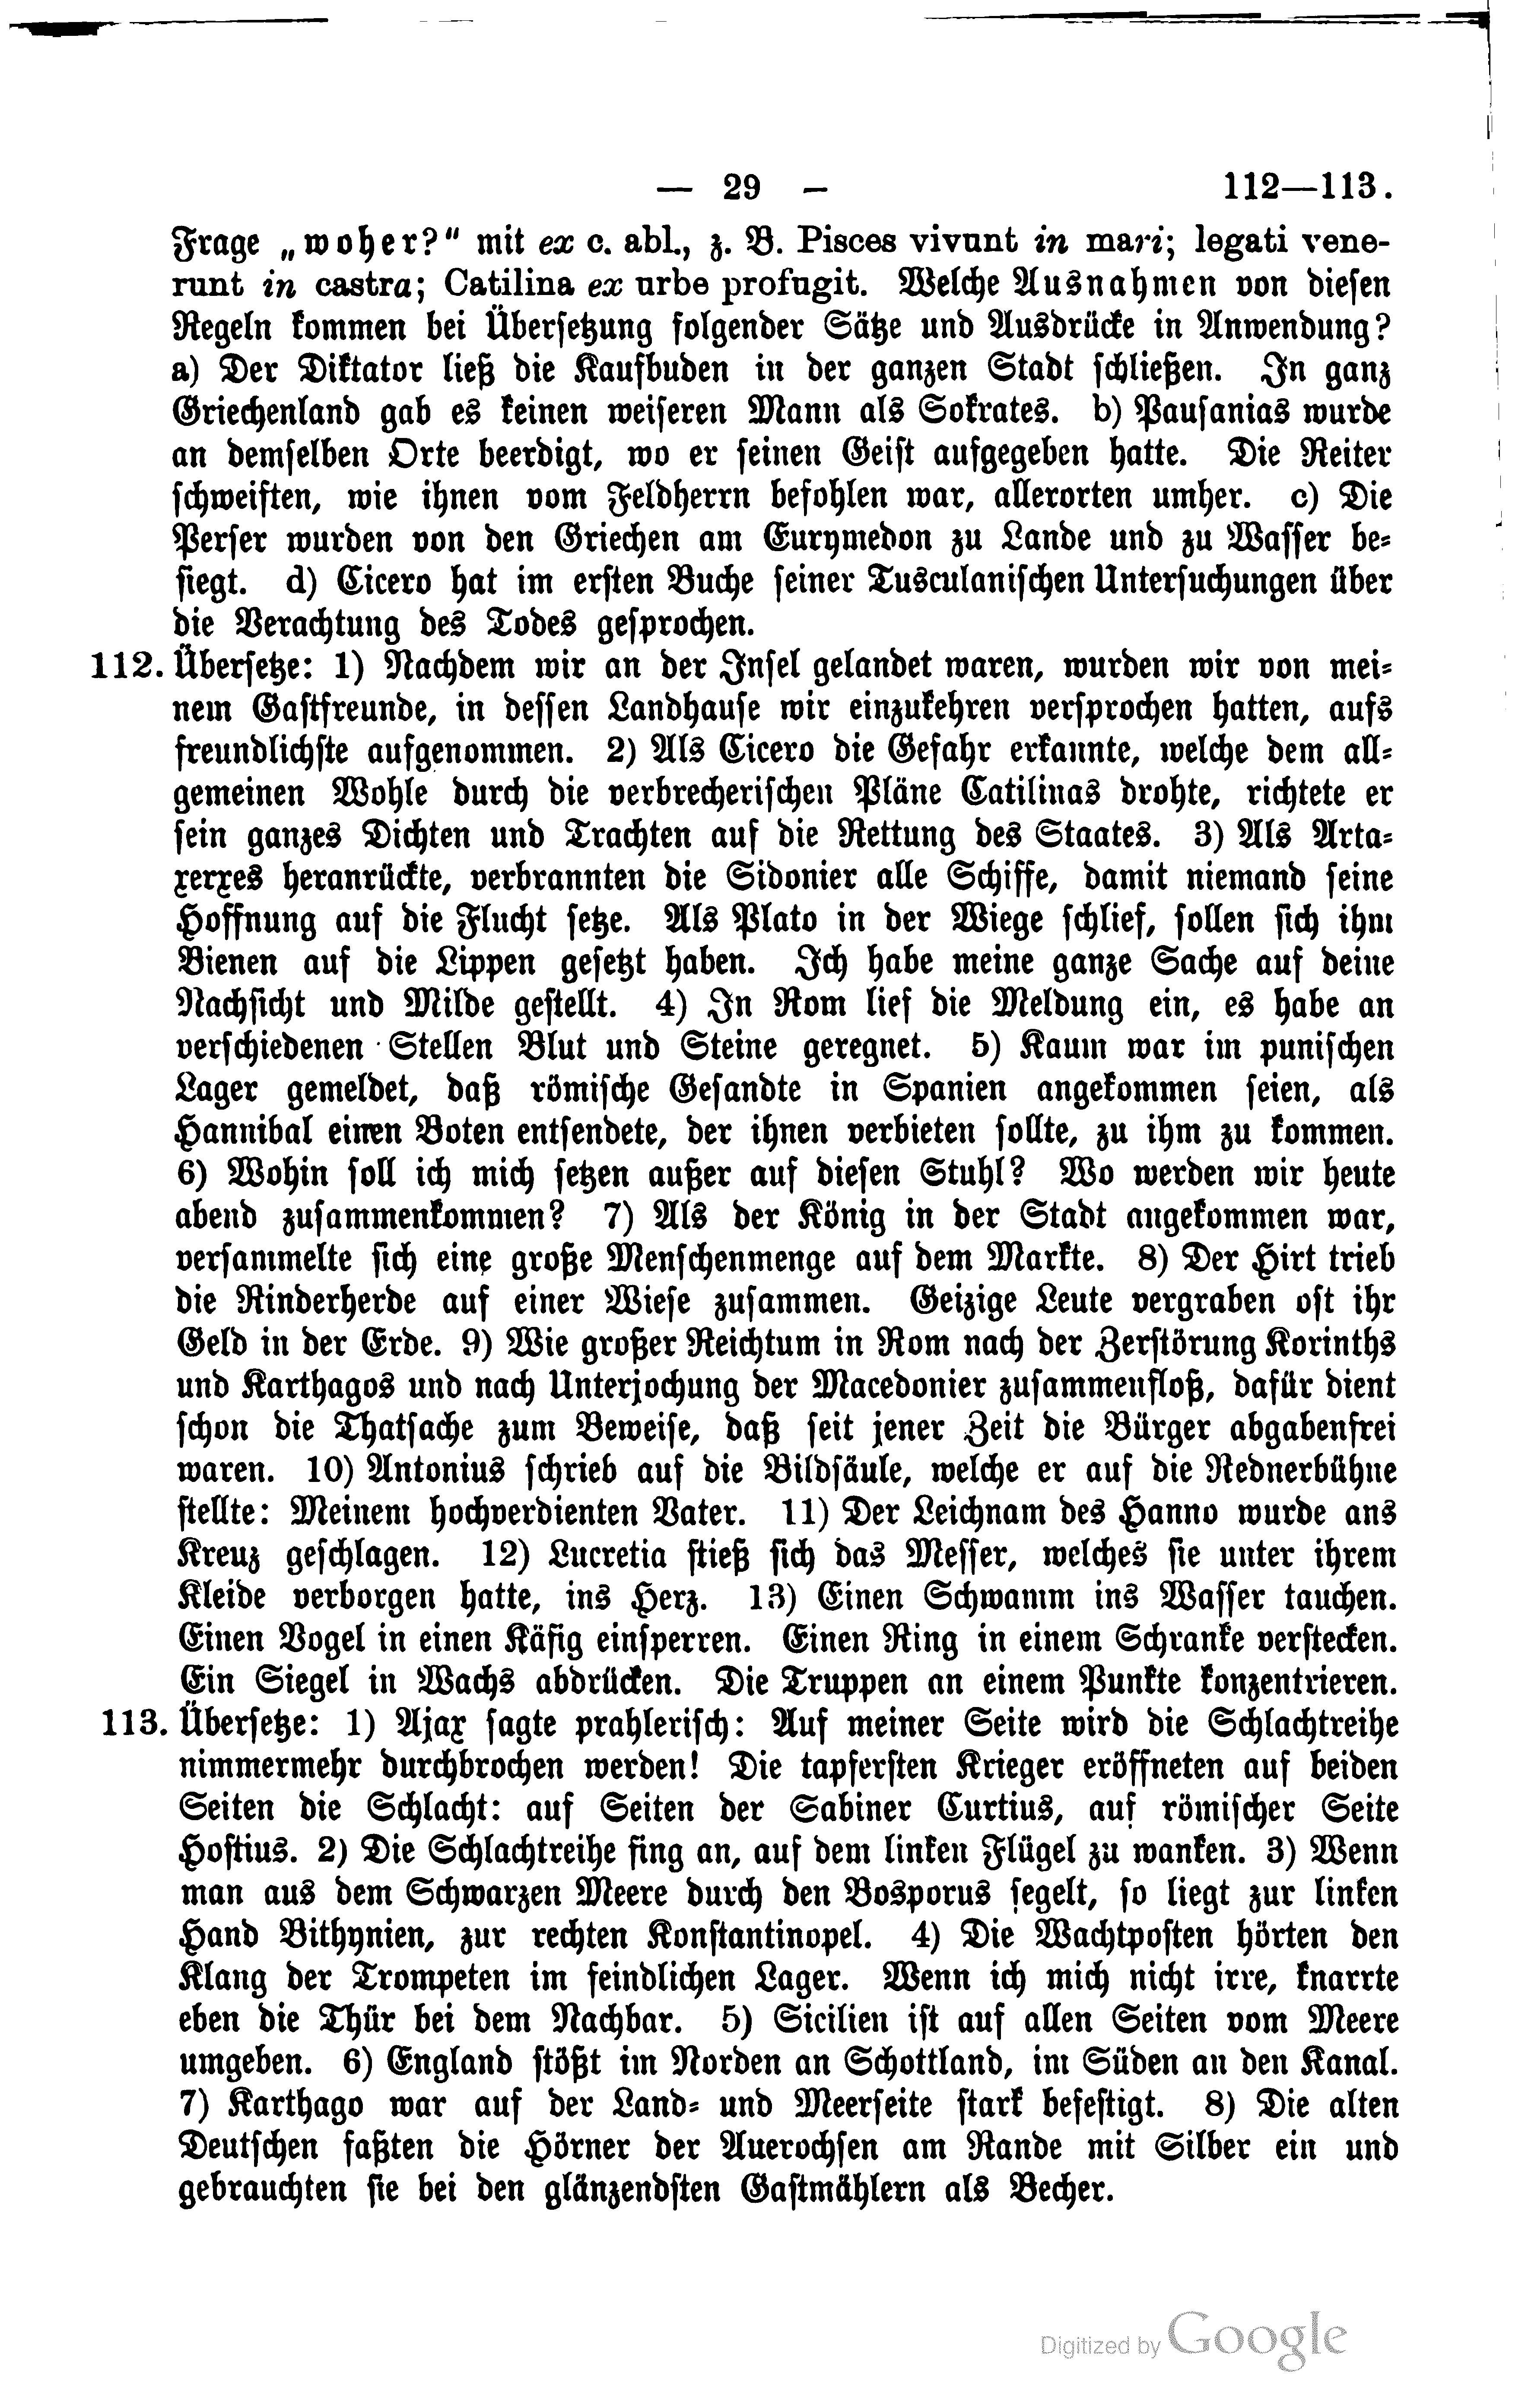 — 29 –
112—113.
Frage „woher?" mit ex c. abl., z. B. Pisces vivunt in mari; legati vene-
runt in castra; Catilina ex urbe profugit. Welche Ausnahmen von diesen
Regeln kommen bei Übersetzung folgender Sätze und Ausdrücke in Anwendung?
a) Der Diktator ließ die Kaufbuden in der ganzen Stadt schließen. In ganz
Griechenland gab es keinen weiseren Mann als Sokrates. b) Pausanias wurde
an demselben Orte beerdigt, wo er seinen Geist aufgegeben hatte. Die Reiter
schweiften, wie ihnen vom Feldherrn befohlen war, allerorten umher. c) Die
Perser wurden von den Griechen am Eurymedon zu Lande und zu Wasser be-
siegt. d) Cicero hat im ersten Buche seiner Tusculanischen Untersuchungen über
die Verachtung des Todes gesprochen.
112. Übersetze: 1) Nachdem wir an der Insel gelandet waren, wurden wir von mei-
nem Gastfreunde, in dessen Landhause wir einzukehren versprochen hatten, aufs
freundlichste aufgenommen. 2) Als Cicero die Gefahr erkannte, welche dem all-
gemeinen Wohle durch die verbrecherischen Pläne Catilinas drohte, richtete er
sein ganzes Dichten und Trachten auf die Rettung des Staates. 3) Als Arta-
xerxes heranrückte, verbrannten die Sidonier alle Schiffe, damit niemand seine
Hoffnung auf die Flucht setze. Als Plato in der Wiege schlief, sollen sich ihm
Bienen auf die Lippen gesetzt haben. Ich habe meine ganze Sache auf deine
Nachsicht und Milde gestellt. 4) In Rom lief die Meldung ein, es habe an
verschiedenen Stellen Blut und Steine geregnet. 5) Kaum war im punischen
Lager gemeldet, daß römische Gesandte in Spanien angekommen seien, als
Hannibal einen Boten entsendete, der ihnen verbieten sollte, zu ihm zu kommen.
6) Wohin soll ich mich setzen außer auf diesen Stuhl? Wo werden wir heute
abend zusammenkommen? 7) Als der König in der Stadt angekommen war,
versammelte sich eine große Menschenmenge auf dem Markte. 8) Der Hirt trieb
die Rinderherde auf einer Wiese zusammen. Geizige Leute vergraben oft ihr
Geld in der Erde. 9) Wie großer Reichtum in Rom nach der Zerstörung Korinths
und Karthagos und nach Unterjochung der Macedonier zusammenfloß, dafür dient
schon die Thatsache zum Beweise, daß seit jener Zeit die Bürger abgabenfrei
waren. 10) Antonius schrieb auf die Bildsäule, welche er auf die Rednerbühne
stellte: Meinem hochverdienten Vater. 11) Der Leichnam des Hanno wurde ans
Kreuz geschlagen. 12) Lucretia stieß sich das Messer, welches sie unter ihrem
Kleide verborgen hatte, ins Herz. 13) Einen Schwamm ins Wasser tauchen.
Einen Vogel in einen Käfig einsperren. Einen Ring in einem Schranke verstecken.
Ein Siegel in Wachs abdrücken. Die Truppen an einem Punkte konzentrieren.
113. Übersetze: 1) Ajax sagte prahlerisch: Auf meiner Seite wird die Schlachtreihe
nimmermehr durchbrochen werden! Die tapfersten Krieger eröffneten auf beiden
Seiten die Schlacht: auf Seiten der Sabiner Curtius, auf römischer Seite
Hostius. 2) Die Schlachtreihe fing an, auf dem linken Flügel zu wanken. 3) Wenn
man aus dem Schwarzen Meere durch den Bosporus segelt, so liegt zur linken
Hand Bithynien, zur rechten Konstantinopel. 4) Die Wachtposten hörten den
Klang der Trompeten im feindlichen Lager. Wenn ich mich nicht irre, knarrte
eben die Thür bei dem Nachbar. 5) Sicilien ist auf allen Seiten vom Meere
umgeben. 6) England stößt im Norden an Schottland, im Süden an den Kanal.
7) Karthago war auf der Land- und Meerseite stark befestigt. 8) Die alten
Deutschen faßten die Hörner der Auerochsen am Rande mit Silber ein und
gebrauchten sie bei den glänzendsten Gastmählern als Becher.
Digitized by Google